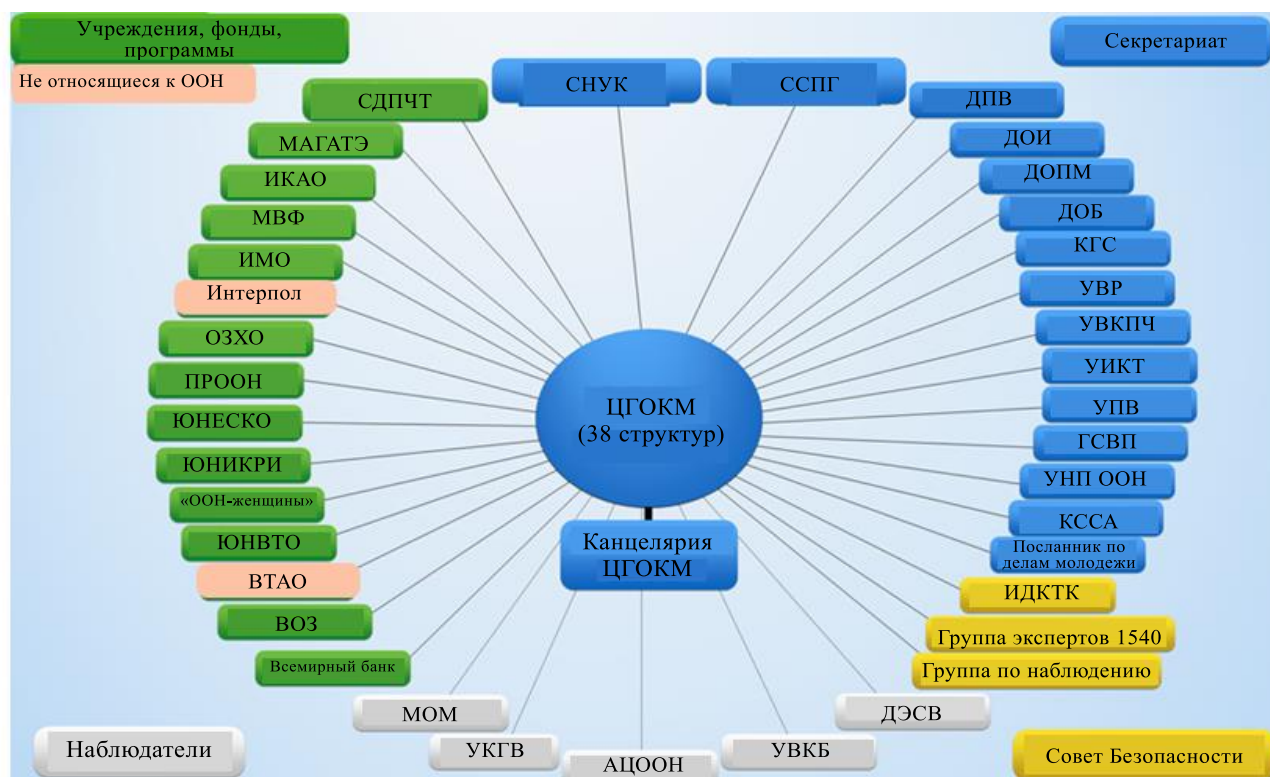 Учреждения, фонды,
программы
Не относящиеся к ООН
Секретариат
СНУК
ССПГ
СДПЧТ
МАГАТЭ
ИКАО
МВФ
ИМО
Интерпол
ОЗХО
ПРООН
ЮНЕСКО
ЮНИКРИ
«ООН-женщины»
ЮНВТО
ВТАО
ВОЗ
Всемирный банк
ДПВ
ДОИ
ДОПМ
ДОБ
КГС
УВР
УВКПЧ
УИКТ
УПВ
ГСВП
УНП ООН
КССА
Посланник по
делам молодежи
ИДКТК
Группа экспертов 1540
Группа по наблюдению
ЦГОКМ
(38 структур)
Канцелярия
ЦГОКМ
МОМ
УКГВ
АЦООН
УВКБ
ДЭСВ
Наблюдатели
Совет Безопасности